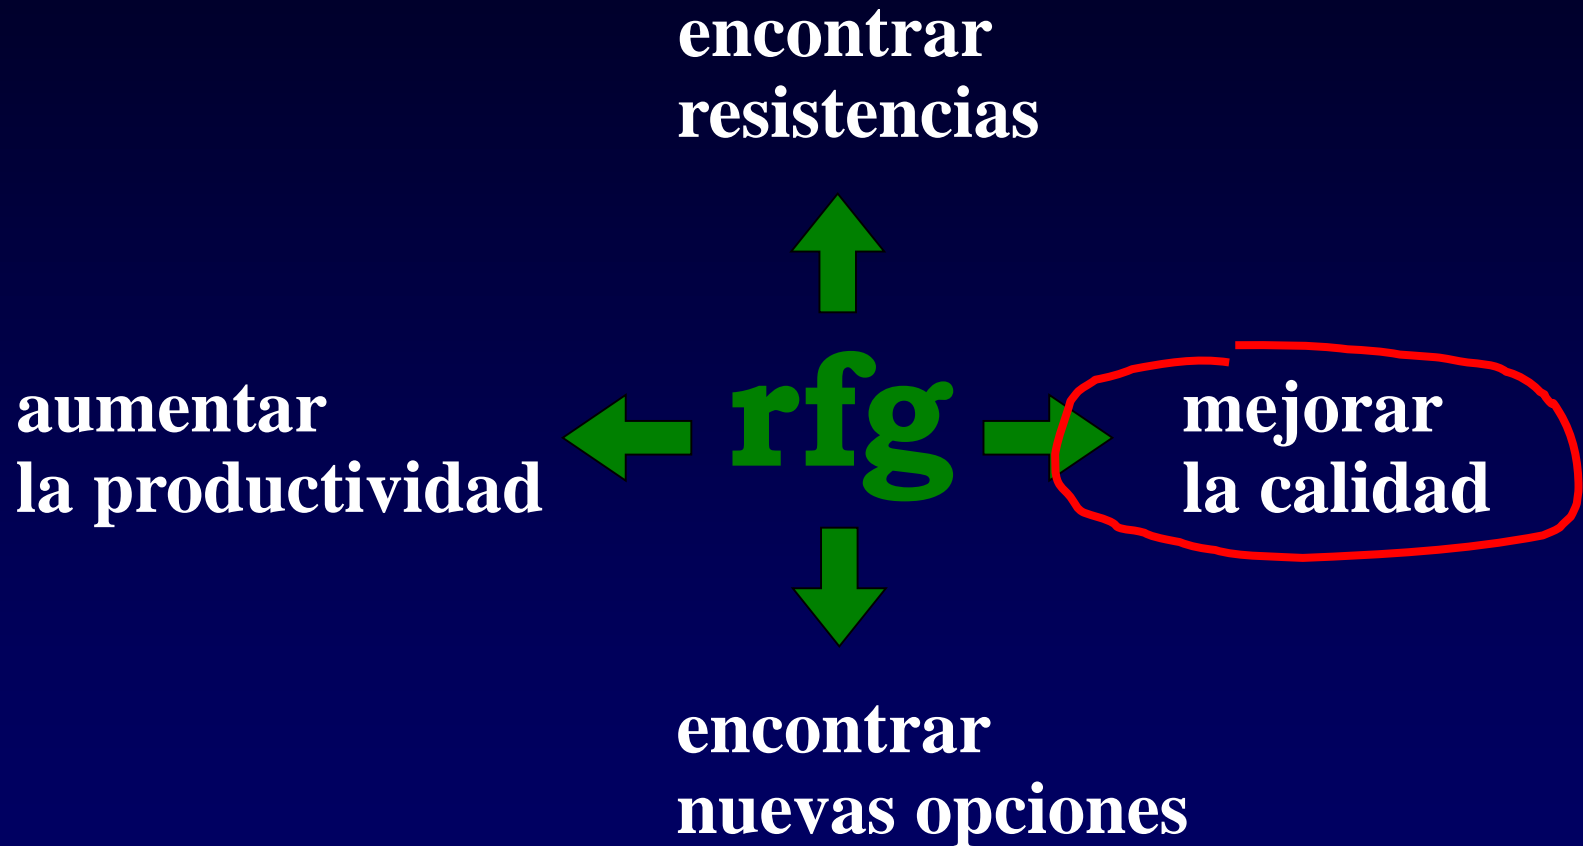 encontrar
resistencias
aumentar
la productividad
rfg
mejorar
la calidad
encontrar
nuevas opciones